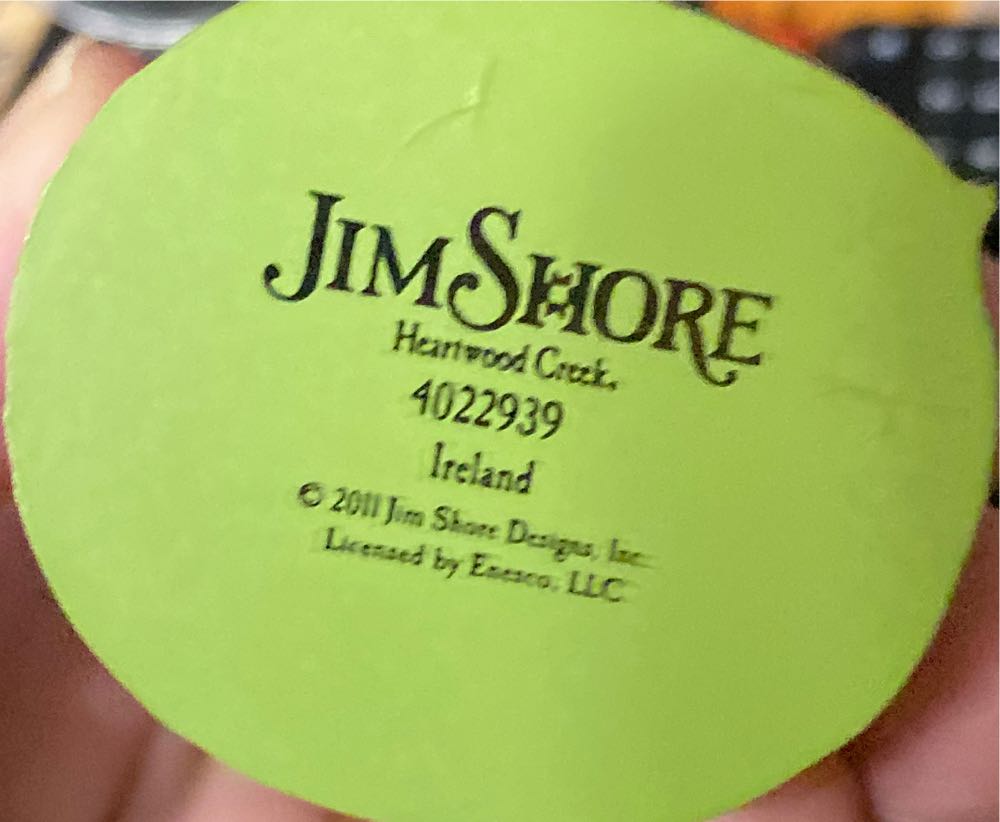 JIM SHORE
Heartwood Creek.
4022939
Ireland
© 2011 Jim Shore Designs, Inc.
Licensed by Enesco, LLC